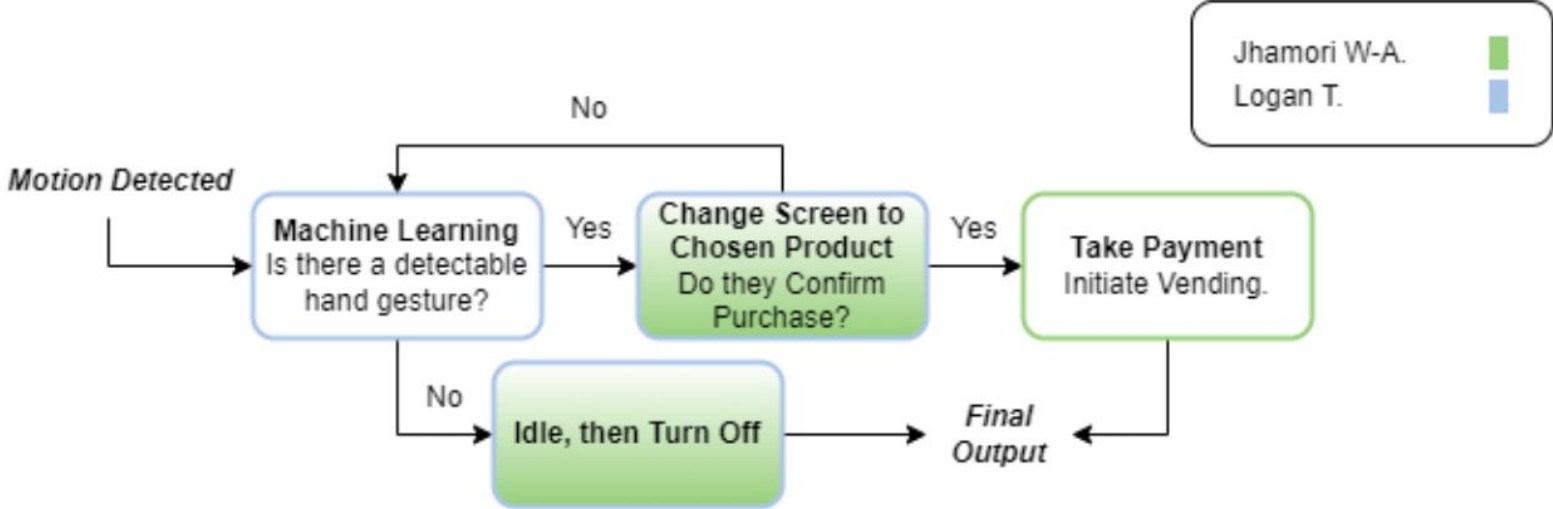 Jhamori W-A.
Logan T.
No
Motion Detected
Machine Learning
Is there a detectable
hand gesture?
Yes
Change Screen to
Chosen Product
Do they Confirm
Purchase?
Yes
Take Payment
Initiate Vending.
No
Idle, then Turn Off
Final
Output